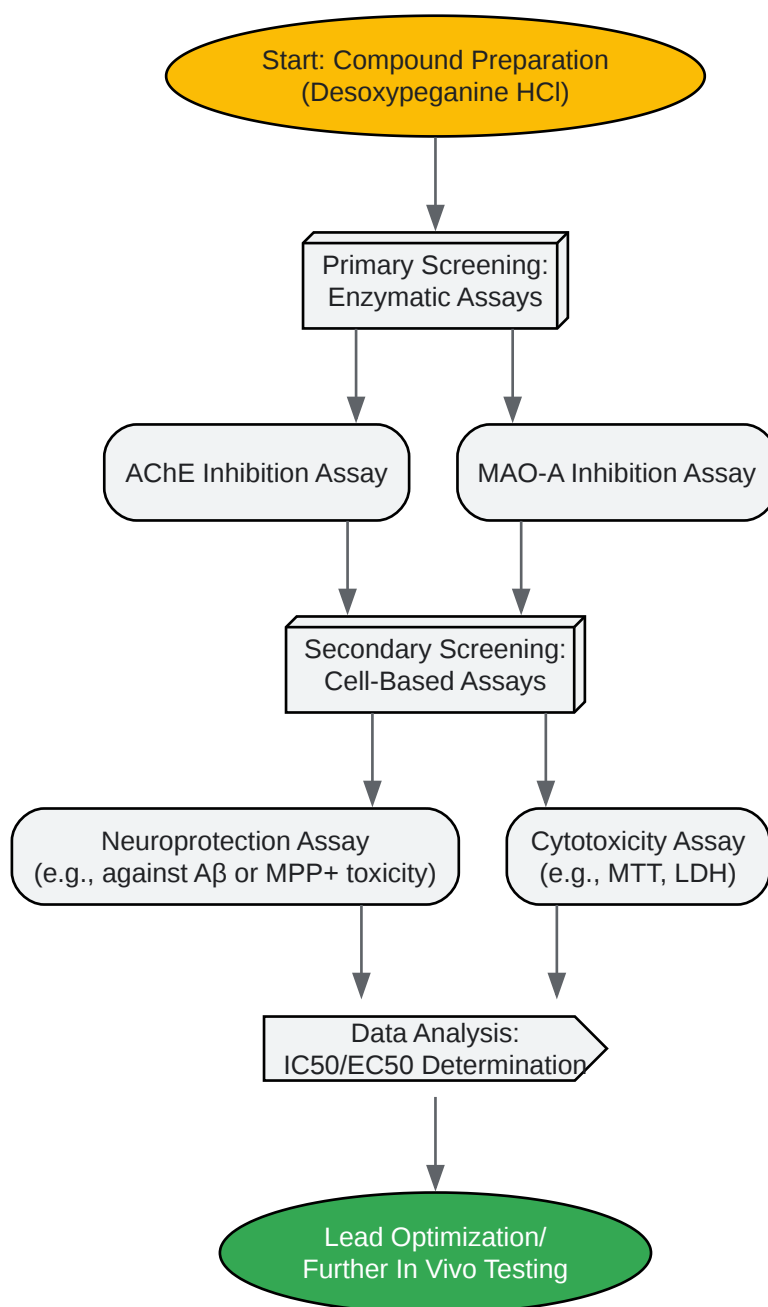 Start: Compound Preparation
(Desoxypeganine HCl)
Primary Screening:
Enzymatic Assays
AChE Inhibition Assay
MAO-A Inhibition Assay
Secondary Screening:
Cell-Based Assays
Neuroprotection Assay
(e.g., against Aβ or MPP+ toxicity)
Cytotoxicity Assay
(e.g., MTT, LDH)
Data Analysis:
IC50/EC50 Determination
Lead Optimization/
Further In Vivo Testing